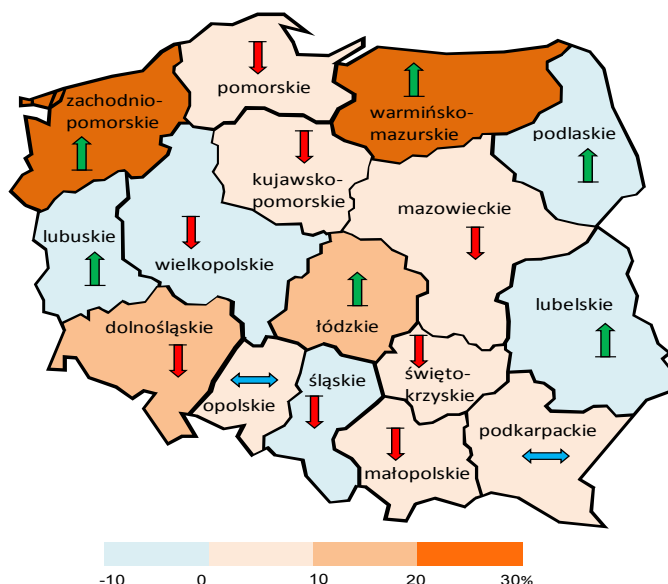 pomorskie
zachodnio-
pomorskie
warmińsko-
mazurskie
podlaskie
kujawsko-
pomorskie
mazowieckie
lubuskie
wielkopolskie
lubelskie
dolnośląskie
łódzkie
opolskie
śląskie
święto-
krzyskie
podkarpackie
małopolskie
-10 0 10 20 30%